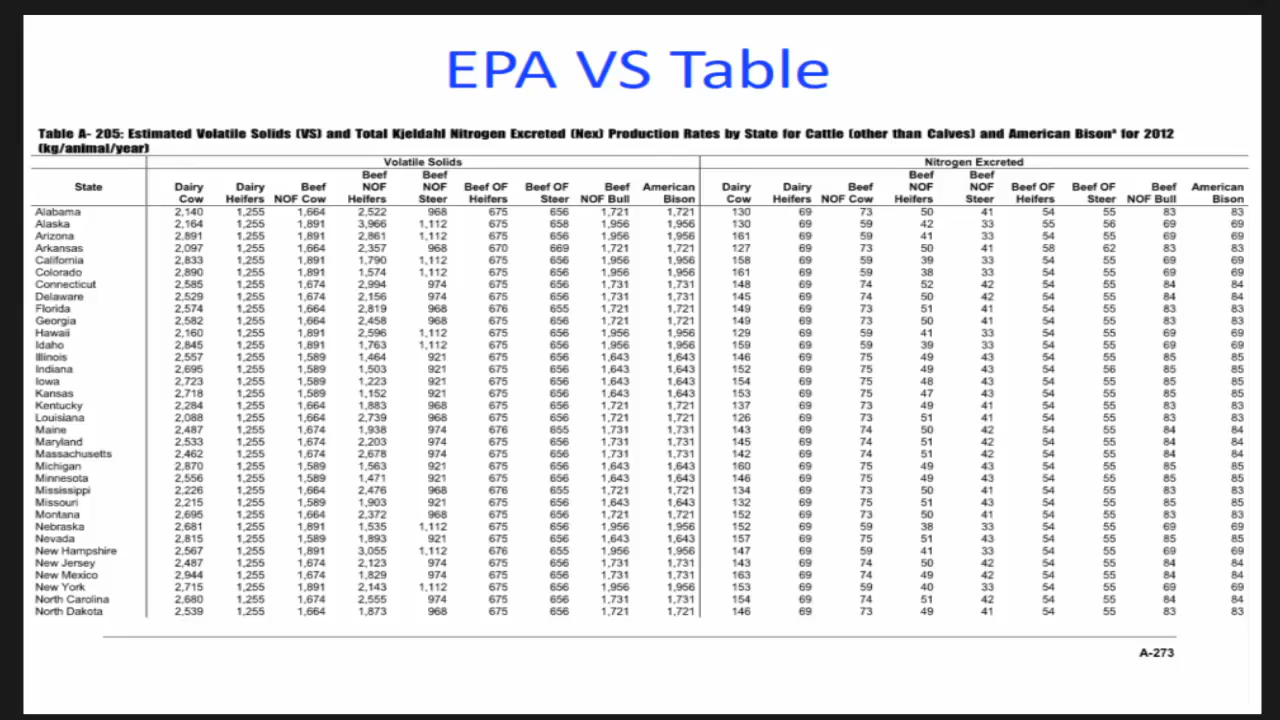 EPA VS Table
Table A- 205: Estimated Volatile Solids (VS) and Total Kjeldahl Nitrogen Excreted (Nex) Production Rates by State for Cattle (other than Calves) and American Bison* for 2012
(kg/animal/year)
Volatile Solids Nitrogen Excreted
State Dairy Cow Dairy Heifers Beef NOF Cow Beef NOF Heifers Beef NOF Steer Beef OF Heifers Beef OF Steer Beef NOF Bull American Bison Dairy Cow Dairy Heifers Beef NOF Cow Beef NOF Heifers Beef NOF Steer Beef OF Heifers Beef OF Steer Beef NOF Bull American Bison
Alabama 2,140 1,255 1,664 2,522 968 675 656 1,721 1,721 130 69 73 50 41 54 55 83 83
Alaska 2,164 1,255 1,891 3,966 1,112 675 658 1,956 1,956 130 69 59 42 33 55 56 69 69
Arizona 2,891 1,255 1,891 2,861 1,112 675 656 1,956 1,956 161 69 59 41 33 54 55 69 69
Arkansas 2,097 1,255 1,664 2,357 968 670 669 1,721 1,721 127 69 73 50 41 58 62 83 83
California 2,833 1,255 1,891 1,790 1,112 675 656 1,956 1,956 158 69 59 39 33 54 55 69 69
Colorado 2,890 1,255 1,891 1,574 1,112 675 656 1,956 1,956 161 69 59 38 33 54 55 69 69
Connecticut 2,585 1,255 1,674 2,994 974 675 656 1,731 1,731 148 69 74 52 42 54 55 84 84
Delaware 2,529 1,255 1,674 2,156 974 675 656 1,731 1,731 145 69 74 50 42 54 55 84 84
Florida 2,574 1,255 1,664 2,819 968 676 655 1,721 1,721 149 69 73 51 41 54 55 83 83
Georgia 2,582 1,255 1,664 2,458 968 675 656 1,721 1,721 149 69 73 50 41 54 55 83 83
Hawaii 2,160 1,255 1,891 2,596 1,112 675 656 1,956 1,956 129 69 59 41 33 54 55 69 69
Idaho 2,845 1,255 1,891 1,763 1,112 675 656 1,956 1,956 159 69 59 39 33 54 55 69 69
Illinois 2,557 1,255 1,589 1,464 921 675 656 1,643 1,643 146 69 75 49 43 54 55 85 85
Indiana 2,695 1,255 1,589 1,503 921 675 656 1,643 1,643 152 69 75 49 43 54 56 85 85
Iowa 2,723 1,255 1,589 1,223 921 675 656 1,643 1,643 154 69 75 48 43 54 55 85 85
Kansas 2,718 1,255 1,589 1,152 921 675 656 1,643 1,643 153 69 75 47 43 54 55 85 85
Kentucky 2,284 1,255 1,664 1,883 968 675 656 1,721 1,721 137 69 73 49 41 54 55 83 83
Louisiana 2,088 1,255 1,664 2,739 968 675 656 1,721 1,721 126 69 73 51 41 54 55 83 83
Maine 2,487 1,255 1,674 1,938 974 676 655 1,731 1,731 143 69 74 50 42 54 55 84 84
Maryland 2,533 1,255 1,674 2,203 974 675 656 1,731 1,731 145 69 74 51 42 54 55 84 84
Massachusetts 2,462 1,255 1,674 2,678 974 675 656 1,731 1,731 142 69 74 51 42 54 55 84 84
Michigan 2,870 1,255 1,589 1,563 921 675 656 1,643 1,643 160 69 75 49 43 54 55 85 85
Minnesota 2,556 1,255 1,589 1,471 921 675 656 1,643 1,643 146 69 75 49 43 54 55 85 85
Mississippi 2,226 1,255 1,664 2,476 968 676 655 1,721 1,721 134 69 73 50 41 54 55 83 83
Missouri 2,215 1,255 1,589 1,903 921 675 656 1,643 1,643 132 69 75 51 43 54 55 85 85
Montana 2,695 1,255 1,664 2,372 968 675 656 1,721 1,721 152 69 73 50 41 54 55 83 83
Nebraska 2,681 1,255 1,891 1,535 1,112 675 656 1,956 1,956 152 69 59 38 33 54 55 69 69
Nevada 2,815 1,255 1,589 1,893 921 675 656 1,643 1,643 157 69 75 51 43 54 55 85 85
New Hampshire 2,567 1,255 1,891 3,055 1,112 676 655 1,956 1,956 147 69 59 41 33 54 55 69 69
New Jersey 2,487 1,255 1,674 2,123 974 675 656 1,731 1,731 143 69 74 50 42 54 55 84 84
New Mexico 2,944 1,255 1,674 1,829 974 675 656 1,731 1,731 163 69 74 49 42 54 55 84 84
New York 2,715 1,255 1,891 2,143 1,112 675 656 1,956 1,956 153 69 59 40 33 54 55 69 69
North Carolina 2,680 1,255 1,674 2,555 974 675 656 1,731 1,731 154 69 74 51 42 54 55 84 84
North Dakota 2,539 1,255 1,664 1,873 968 675 656 1,721 1,721 146 69 73 49 41 54 55 83 83
A-273